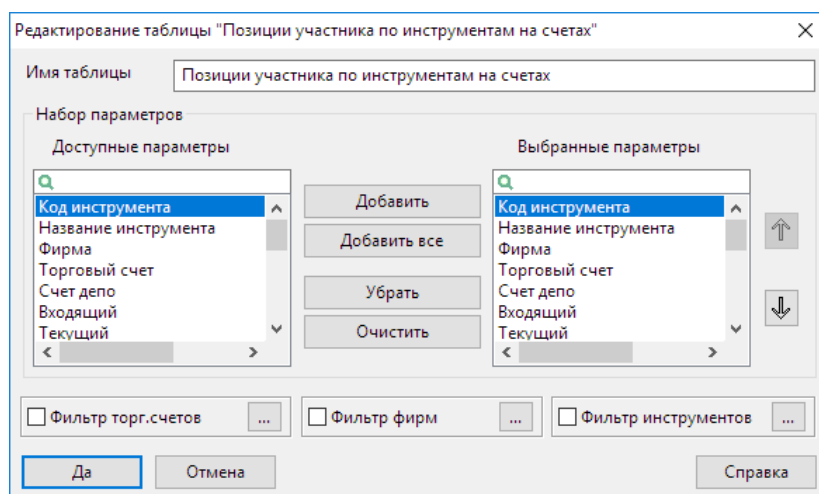 Редактирование таблицы "Позиции участника по инструментам на счетах"
Имя таблицы
Позиции участника по инструментам на счетах
Набор параметров
Доступные параметры
Код инструмента
Название инструмента
Фирма
Торговый счет
Счет депо
Входящий
Текущий
Добавить
Добавить все
Убрать
Очистить
Выбранные параметры
Код инструмента
Название инструмента
Фирма
Торговый счет
Счет депо
Входящий
Текущий
Фильтр торг.счетов ...
Фильтр фирм ...
Фильтр инструментов ...
Да
Отмена
Справка